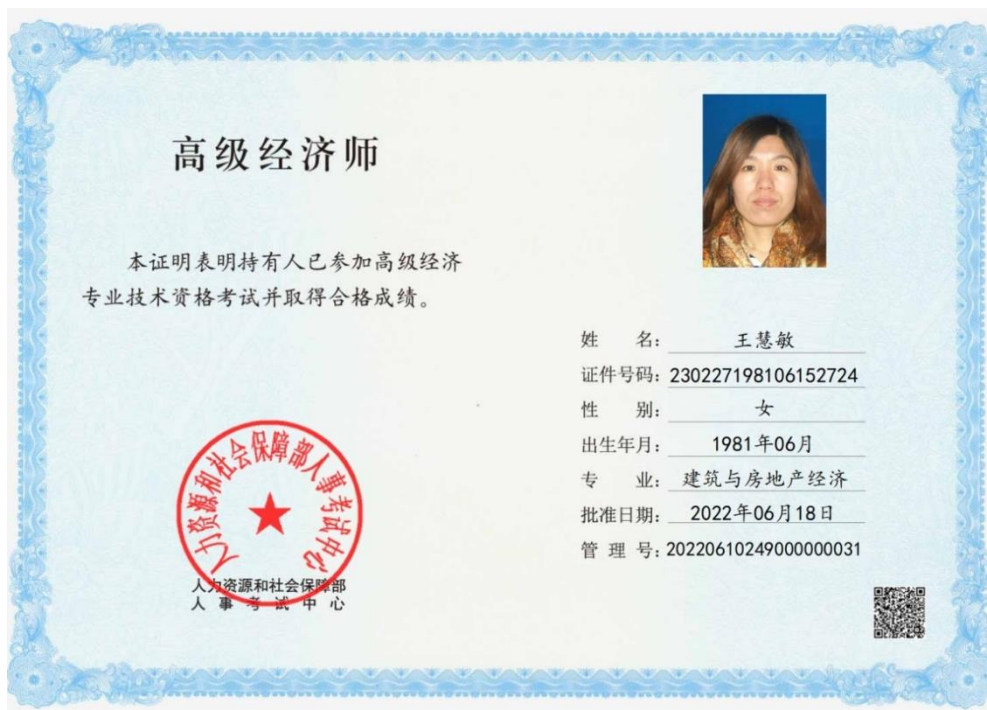 高级经济师
本证明表明持有人已参加高级经济
专业技术资格考试并取得合格成绩。
姓 名: 王慧敏
证件号码: 230227198106152724
性 别: 女
出生年月: 1981年06月
专 业: 建筑与房地产经济
批准日期: 2022年06月18日
管 理 号: 20220610249000000031
人力资源和社会保障部人事考试中心
人力资源和社会保障部
人 事 考 试 中 心